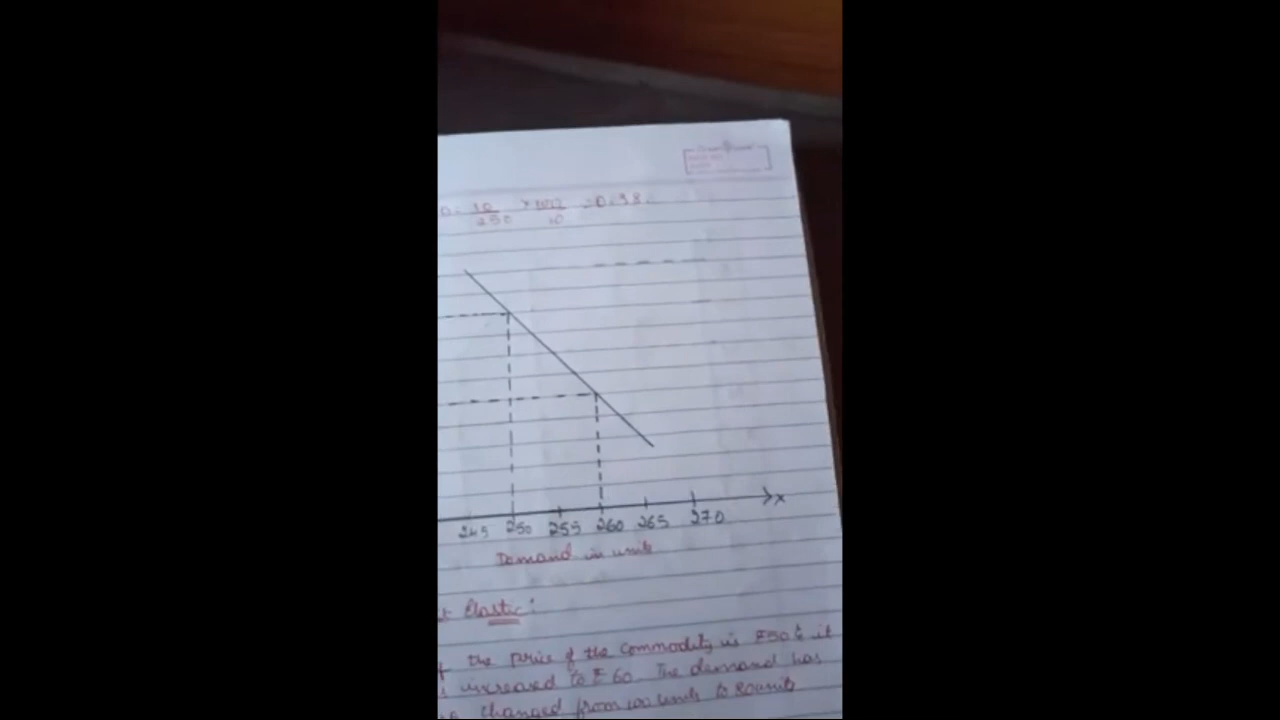 10/250 × 10/10 = 0.38
245 250 255 260 265 270 x
Demand in units
Elastic:
the price of the commodity is ₹50 & it
increased to ₹ 60. The demand has
changed from 100 units to 80 units